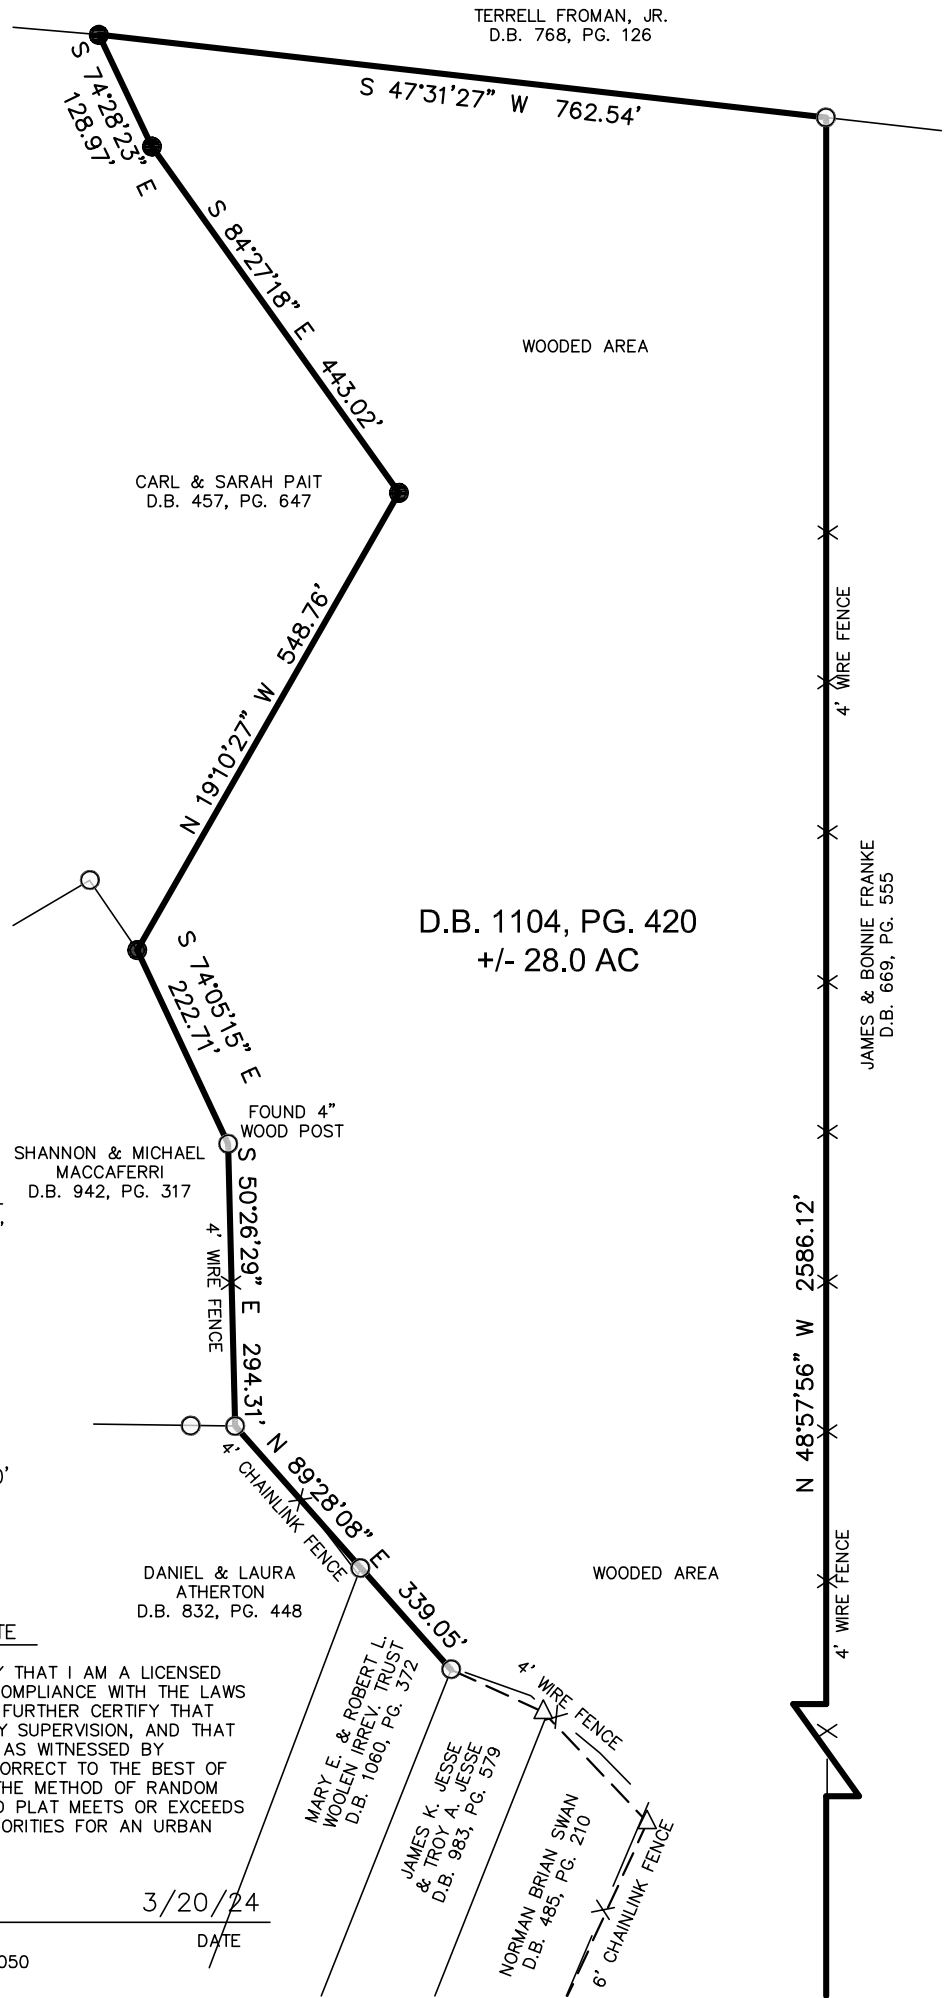 TERRELL FROMAN, JR.
D.B. 768, PG. 126
S 47°31'27" W 762.54'
S 74°28'23" E
128.97'
S 84°27'18" E 443.02'
WOODED AREA
CARL & SARAH PAIT
D.B. 457, PG. 647
N 19°10'27" W 548.76'
4' WIRE FENCE
JAMES & BONNIE FRANKE
D.B. 669, PG. 555
D.B. 1104, PG. 420
+/- 28.0 AC
S 74°05'15" E
222.71'
FOUND 4"
WOOD POST
SHANNON & MICHAEL
MACCAFERRI
D.B. 942, PG. 317
4' WIRE FENCE
S 50°26'29" E 294.31'
N 48°57'56" W 2586.12'
4' CHAINLINK FENCE
N 89°28'08" E 339.05'
DANIEL & LAURA
ATHERTON
D.B. 832, PG. 448
WOODED AREA
4' WIRE FENCE
MARY E. & ROBERT L.
WOOLEN IRREV. TRUST
D.B. 1060, PG. 372
JAMES K. JESSE
& TROY A. JESSE
D.B. 983, PG. 579
4' WIRE FENCE
NORMAN BRIAN SWAN
D.B. 485, PG. 210
6' CHAINLINK FENCE
TE
Y THAT I AM A LICENSED
OMPLIANCE WITH THE LAWS
FURTHER CERTIFY THAT
Y SUPERVISION, AND THAT
AS WITNESSED BY
ORRECT TO THE BEST OF
THE METHOD OF RANDOM
D PLAT MEETS OR EXCEEDS
ORITIES FOR AN URBAN
3/20/24
DATE
050